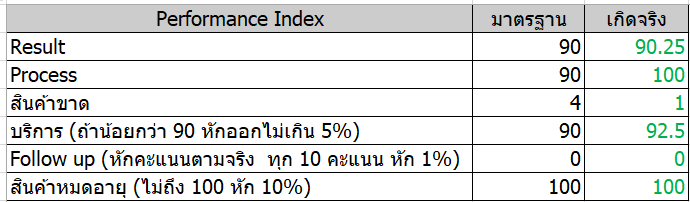 Performance Index มาตรฐาน เกิดจริง
Result 90 90.25
Process 90 100
สินค้าขาด 4 1
บริการ (ถ้าน้อยกว่า 90 หักออกไม่เกิน 5%) 90 92.5
Follow up (หักคะแนนตามจริง ทุก 10 คะแนน หัก 1%) 0 0
สินค้าหมดอายุ (ไม่ถึง 100 หัก 10%) 100 100